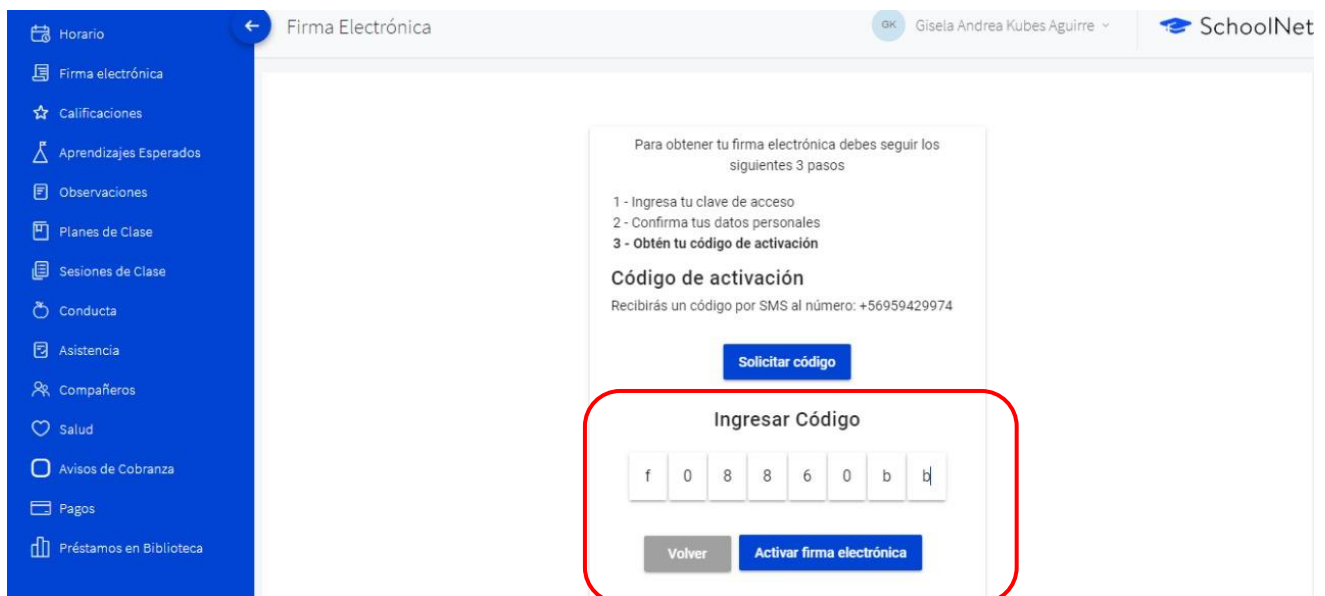 Horario
Firma electrónica
Calificaciones
Aprendizajes Esperados
Observaciones
Planes de Clase
Sesiones de Clase
Conducta
Asistencia
Compañeros
Salud
Avisos de Cobranza
Pagos
Préstamos en Biblioteca
Firma Electrónica
GK Gisela Andrea Kubes Aguirre
SchoolNet
Para obtener tu firma electrónica debes seguir los
siguientes 3 pasos
1 - Ingresa tu clave de acceso
2 - Confirma tus datos personales
3 - Obtén tu código de activación
Código de activación
Recibirás un código por SMS al número: +56959429974
Solicitar código
Ingresar Código
f 0 8 8 6 0 b b
Volver Activar firma electrónica